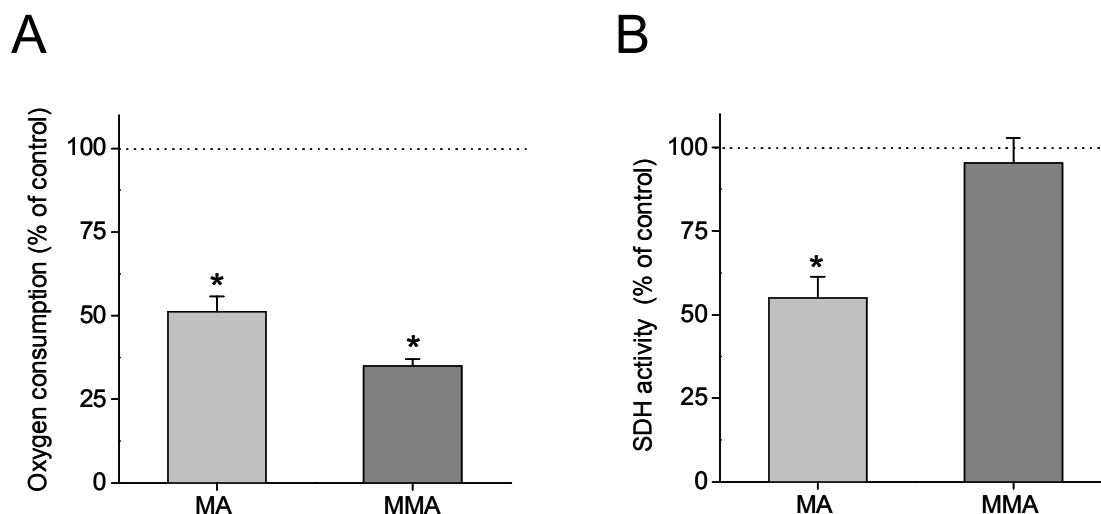 A
Oxygen consumption (% of control)
100
75
50
25
0
*
*
MA
MMA
B
SDH activity (% of control)
100
75
50
25
0
*
MA
MMA